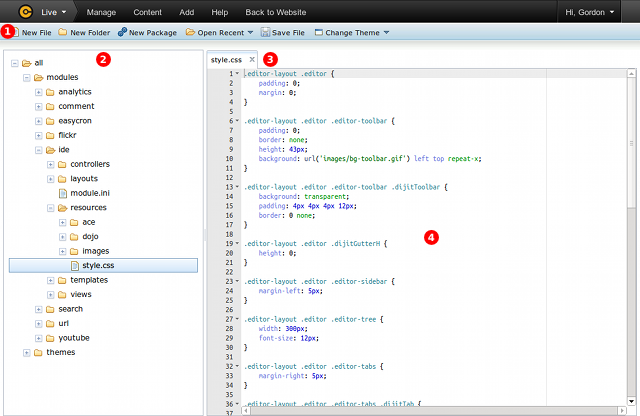 Live Manage Content Add Help Back to Website Hi, Gordon
1 New File New Folder New Package Open Recent Save File Change Theme
2
all
modules
analytics
comment
easycron
flickr
ide
controllers
layouts
module.ini
resources
ace
dojo
images
style.css
templates
views
search
url
youtube
themes
style.css x 3
1 .editor-layout .editor {
2 padding: 0;
3 margin: 0;
4 }
5
6 .editor-layout .editor .editor-toolbar {
7 padding: 0;
8 border: none;
9 height: 43px;
10 background: url('images/bg-toolbar.gif') left top repeat-x;
11 }
12
13 .editor-layout .editor .editor-toolbar .dijitToolbar {
14 background: transparent;
15 padding: 4px 4px 4px 12px;
16 border: 0 none;
17 }
18
19 .editor-layout .editor .dijitGutterH {
20 height: 0;
21 }
22
23 .editor-layout .editor .editor-sidebar {
24 margin-left: 5px;
25 }
26
27 .editor-layout .editor .editor-tree {
28 width: 300px;
29 font-size: 12px;
30 }
31
32 .editor-layout .editor .editor-tabs {
33 margin-right: 5px;
34 }
35
36 .editor-layout .editor .editor-tabs .dijitTab {
37
4